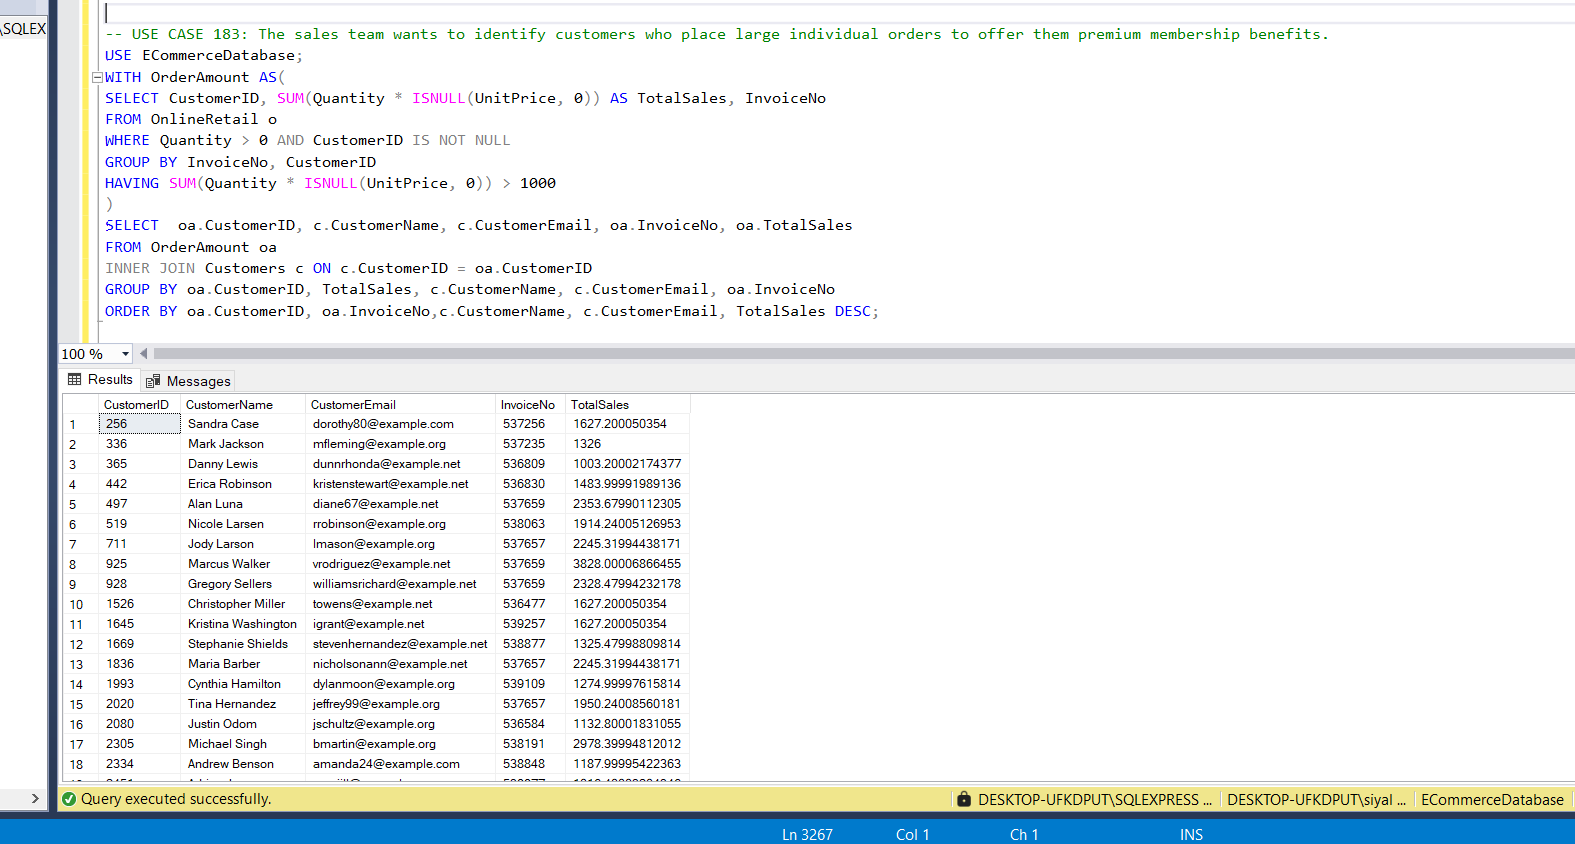 \SQLEX
-- USE CASE 183: The sales team wants to identify customers who place large individual orders to offer them premium membership benefits.
USE ECommerceDatabase;
WITH OrderAmount AS(
SELECT CustomerID, SUM(Quantity * ISNULL(UnitPrice, 0)) AS TotalSales, InvoiceNo
FROM OnlineRetail o
WHERE Quantity > 0 AND CustomerID IS NOT NULL
GROUP BY InvoiceNo, CustomerID
HAVING SUM(Quantity * ISNULL(UnitPrice, 0)) > 1000
)
SELECT  oa.CustomerID, c.CustomerName, c.CustomerEmail, oa.InvoiceNo, oa.TotalSales
FROM OrderAmount oa
INNER JOIN Customers c ON c.CustomerID = oa.CustomerID
GROUP BY oa.CustomerID, TotalSales, c.CustomerName, c.CustomerEmail, oa.InvoiceNo
ORDER BY oa.CustomerID, oa.InvoiceNo,c.CustomerName, c.CustomerEmail, TotalSales DESC;
100 %
Results Messages
CustomerID CustomerName CustomerEmail InvoiceNo TotalSales
1 256 Sandra Case dorothy80@example.com 537256 1627.200050354
2 336 Mark Jackson mfleming@example.org 537235 1326
3 365 Danny Lewis dunnrhonda@example.net 536809 1003.20002174377
4 442 Erica Robinson kristenstewart@example.net 536830 1483.99991989136
5 497 Alan Luna diane67@example.net 537659 2353.67990112305
6 519 Nicole Larsen rrobinson@example.org 538063 1914.24005126953
7 711 Jody Larson lmason@example.org 537657 2245.31994438171
8 925 Marcus Walker vrodriguez@example.net 537659 3828.00006866455
9 928 Gregory Sellers williamsrichard@example.net 537659 2328.47994232178
10 1526 Christopher Miller towens@example.net 536477 1627.200050354
11 1645 Kristina Washington igrant@example.net 539257 1627.200050354
12 1669 Stephanie Shields stevenhernandez@example.net 538877 1325.47998809814
13 1836 Maria Barber nicholsonann@example.net 537657 2245.31994438171
14 1993 Cynthia Hamilton dylanmoon@example.org 539109 1274.99997615814
15 2020 Tina Hernandez jeffrey99@example.org 537657 1950.24008560181
16 2080 Justin Odom jschultz@example.org 536584 1132.80001831055
17 2305 Michael Singh bmartin@example.org 538191 2978.39994812012
18 2334 Andrew Benson amanda24@example.com 538848 1187.99995422363
Query executed successfully. DESKTOP-UFKDPUT\SQLEXPRESS ... DESKTOP-UFKDPUT\siyal ... ECommerceDatabase
Ln 3267 Col 1 Ch 1 INS